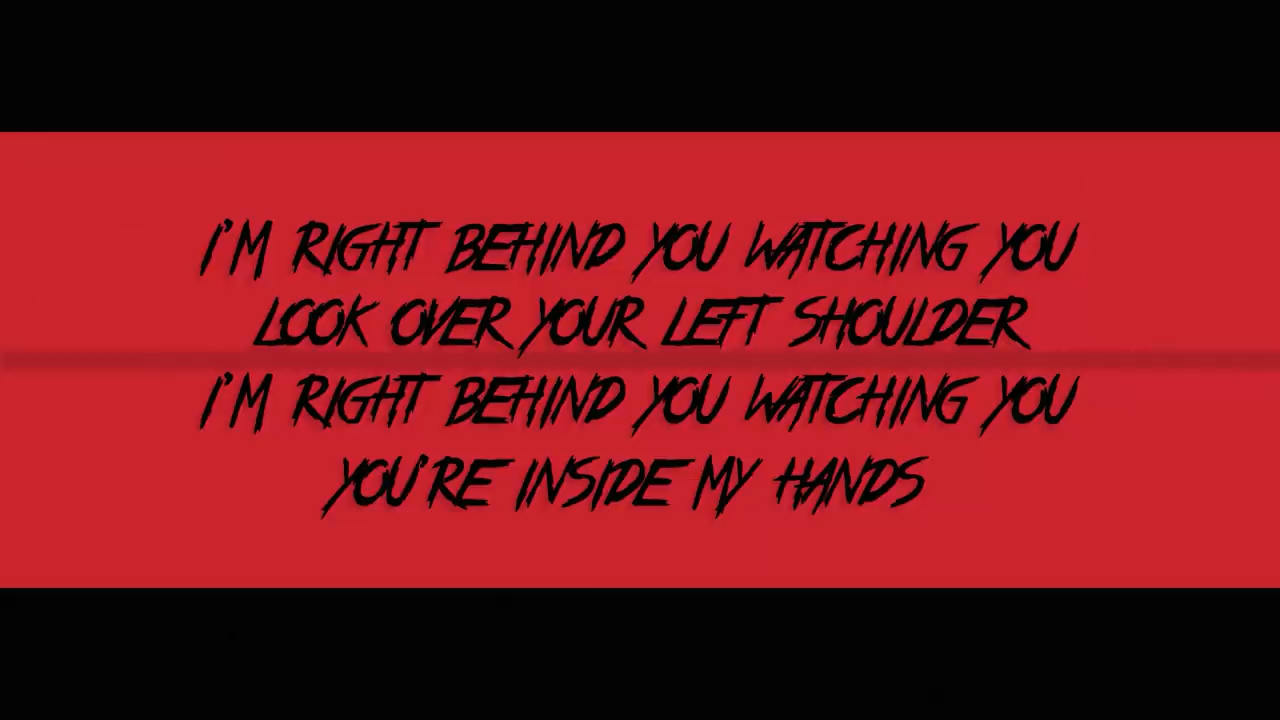 I'M RIGHT BEHIND YOU WATCHING YOU
LOOK OVER YOUR LEFT SHOULDER
I'M RIGHT BEHIND YOU WATCHING YOU
YOU'RE INSIDE MY HANDS